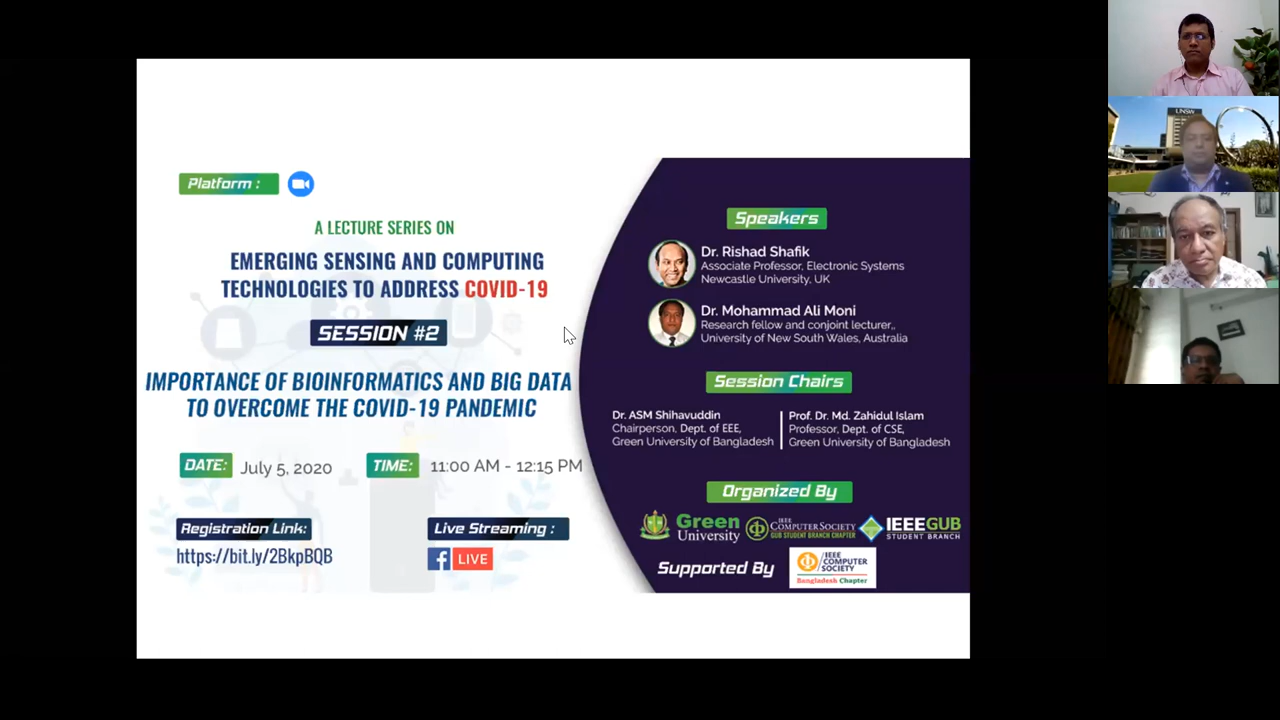 Platform :
A LECTURE SERIES ON
EMERGING SENSING AND COMPUTING
TECHNOLOGIES TO ADDRESS COVID-19
SESSION #2
IMPORTANCE OF BIOINFORMATICS AND BIG DATA
TO OVERCOME THE COVID-19 PANDEMIC
DATE: July 5, 2020 TIME: 11:00 AM - 12:15 PM
Registration Link:
https://bit.ly/2BkpBQB
Live Streaming :
f LIVE
Speakers
Dr. Rishad Shafik
Associate Professor, Electronic Systems
Newcastle University, UK
Dr. Mohammad Ali Moni
Research fellow and conjoint lecturer,,
University of New South Wales, Australia
Session Chairs
Dr. ASM Shihavuddin
Chairperson, Dept. of EEE,
Green University of Bangladesh
Prof. Dr. Md. Zahidul Islam
Professor, Dept. of CSE,
Green University of Bangladesh
Organized By
Green
University
IEEE
COMPUTER SOCIETY
GUB STUDENT BRANCH CHAPTER
IEEEGUB
STUDENT BRANCH
Supported By
IEEE
COMPUTER
SOCIETY
Bangladesh Chapter
UNSW